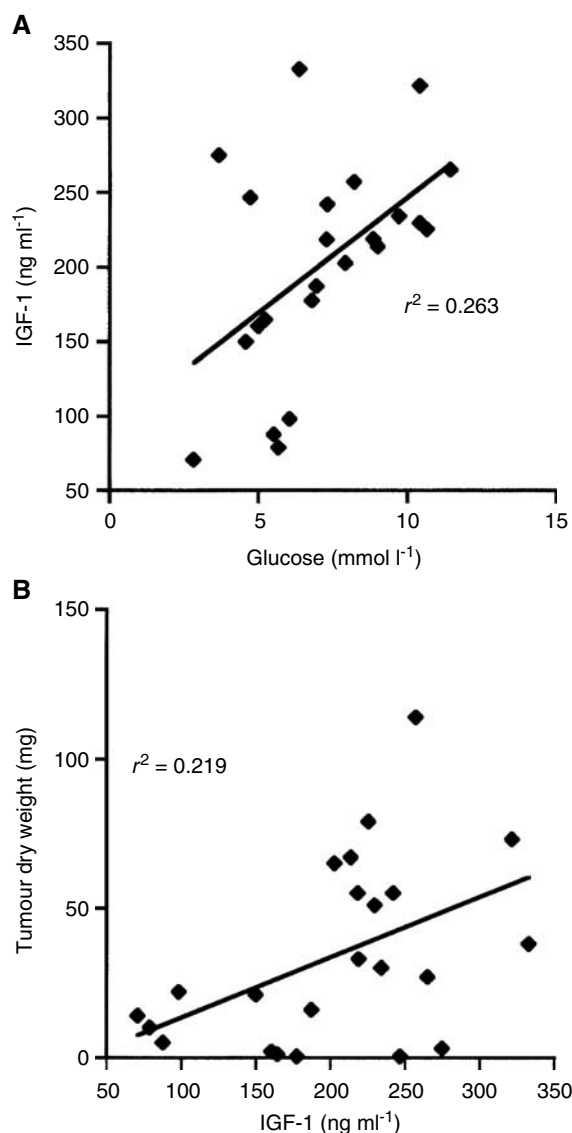 A
350
300
250
200
150
100
50
IGF-1 (ng ml⁻¹)
r² = 0.263
0
5
10
15
Glucose (mmol l⁻¹)
B
150
100
50
0
Tumour dry weight (mg)
r² = 0.219
50
100
150
200
250
300
350
IGF-1 (ng ml⁻¹)